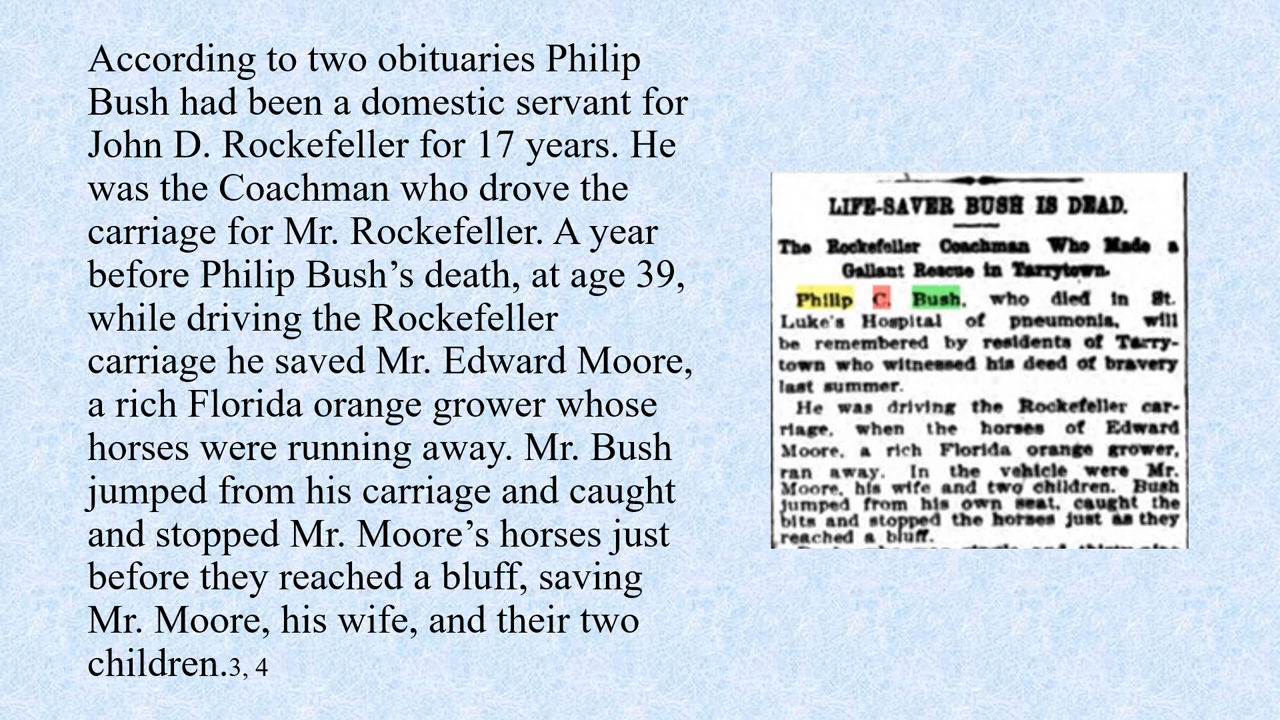 According to two obituaries Philip
Bush had been a domestic servant for
John D. Rockefeller for 17 years. He
was the Coachman who drove the
carriage for Mr. Rockefeller. A year
before Philip Bush’s death, at age 39,
while driving the Rockefeller
carriage he saved Mr. Edward Moore,
a rich Florida orange grower whose
horses were running away. Mr. Bush
jumped from his carriage and caught
and stopped Mr. Moore’s horses just
before they reached a bluff, saving
Mr. Moore, his wife, and their two
children.3, 4
LIFE-SAVER BUSH IS DEAD.
The Rockefeller Coachman Who Made a
Gallant Rescue in Tarrytown.
Philip C. Bush, who died in St.
Luke's Hospital of pneumonia, will
be remembered by residents of Tarry-
town who witnessed his deed of bravery
last summer.
He was driving the Rockefeller car-
riage, when the horses of Edward
Moore, a rich Florida orange grower,
ran away. In the vehicle were Mr.
Moore, his wife and two children. Bush
jumped from his own seat, caught the
bits and stopped the horses just as they
reached a bluff.